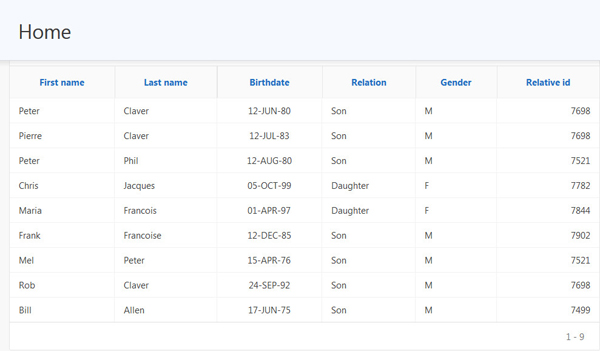 Home
First name Last name Birthdate Relation Gender Relative id
Peter Claver 12-JUN-80 Son M 7698
Pierre Claver 12-JUL-83 Son M 7698
Peter Phil 12-AUG-80 Son M 7521
Chris Jacques 05-OCT-99 Daughter F 7782
Maria Francois 01-APR-97 Daughter F 7844
Frank Francoise 12-DEC-85 Son M 7902
Mel Peter 15-APR-76 Son M 7521
Rob Claver 24-SEP-92 Son M 7698
Bill Allen 17-JUN-75 Son M 7499
1 - 9